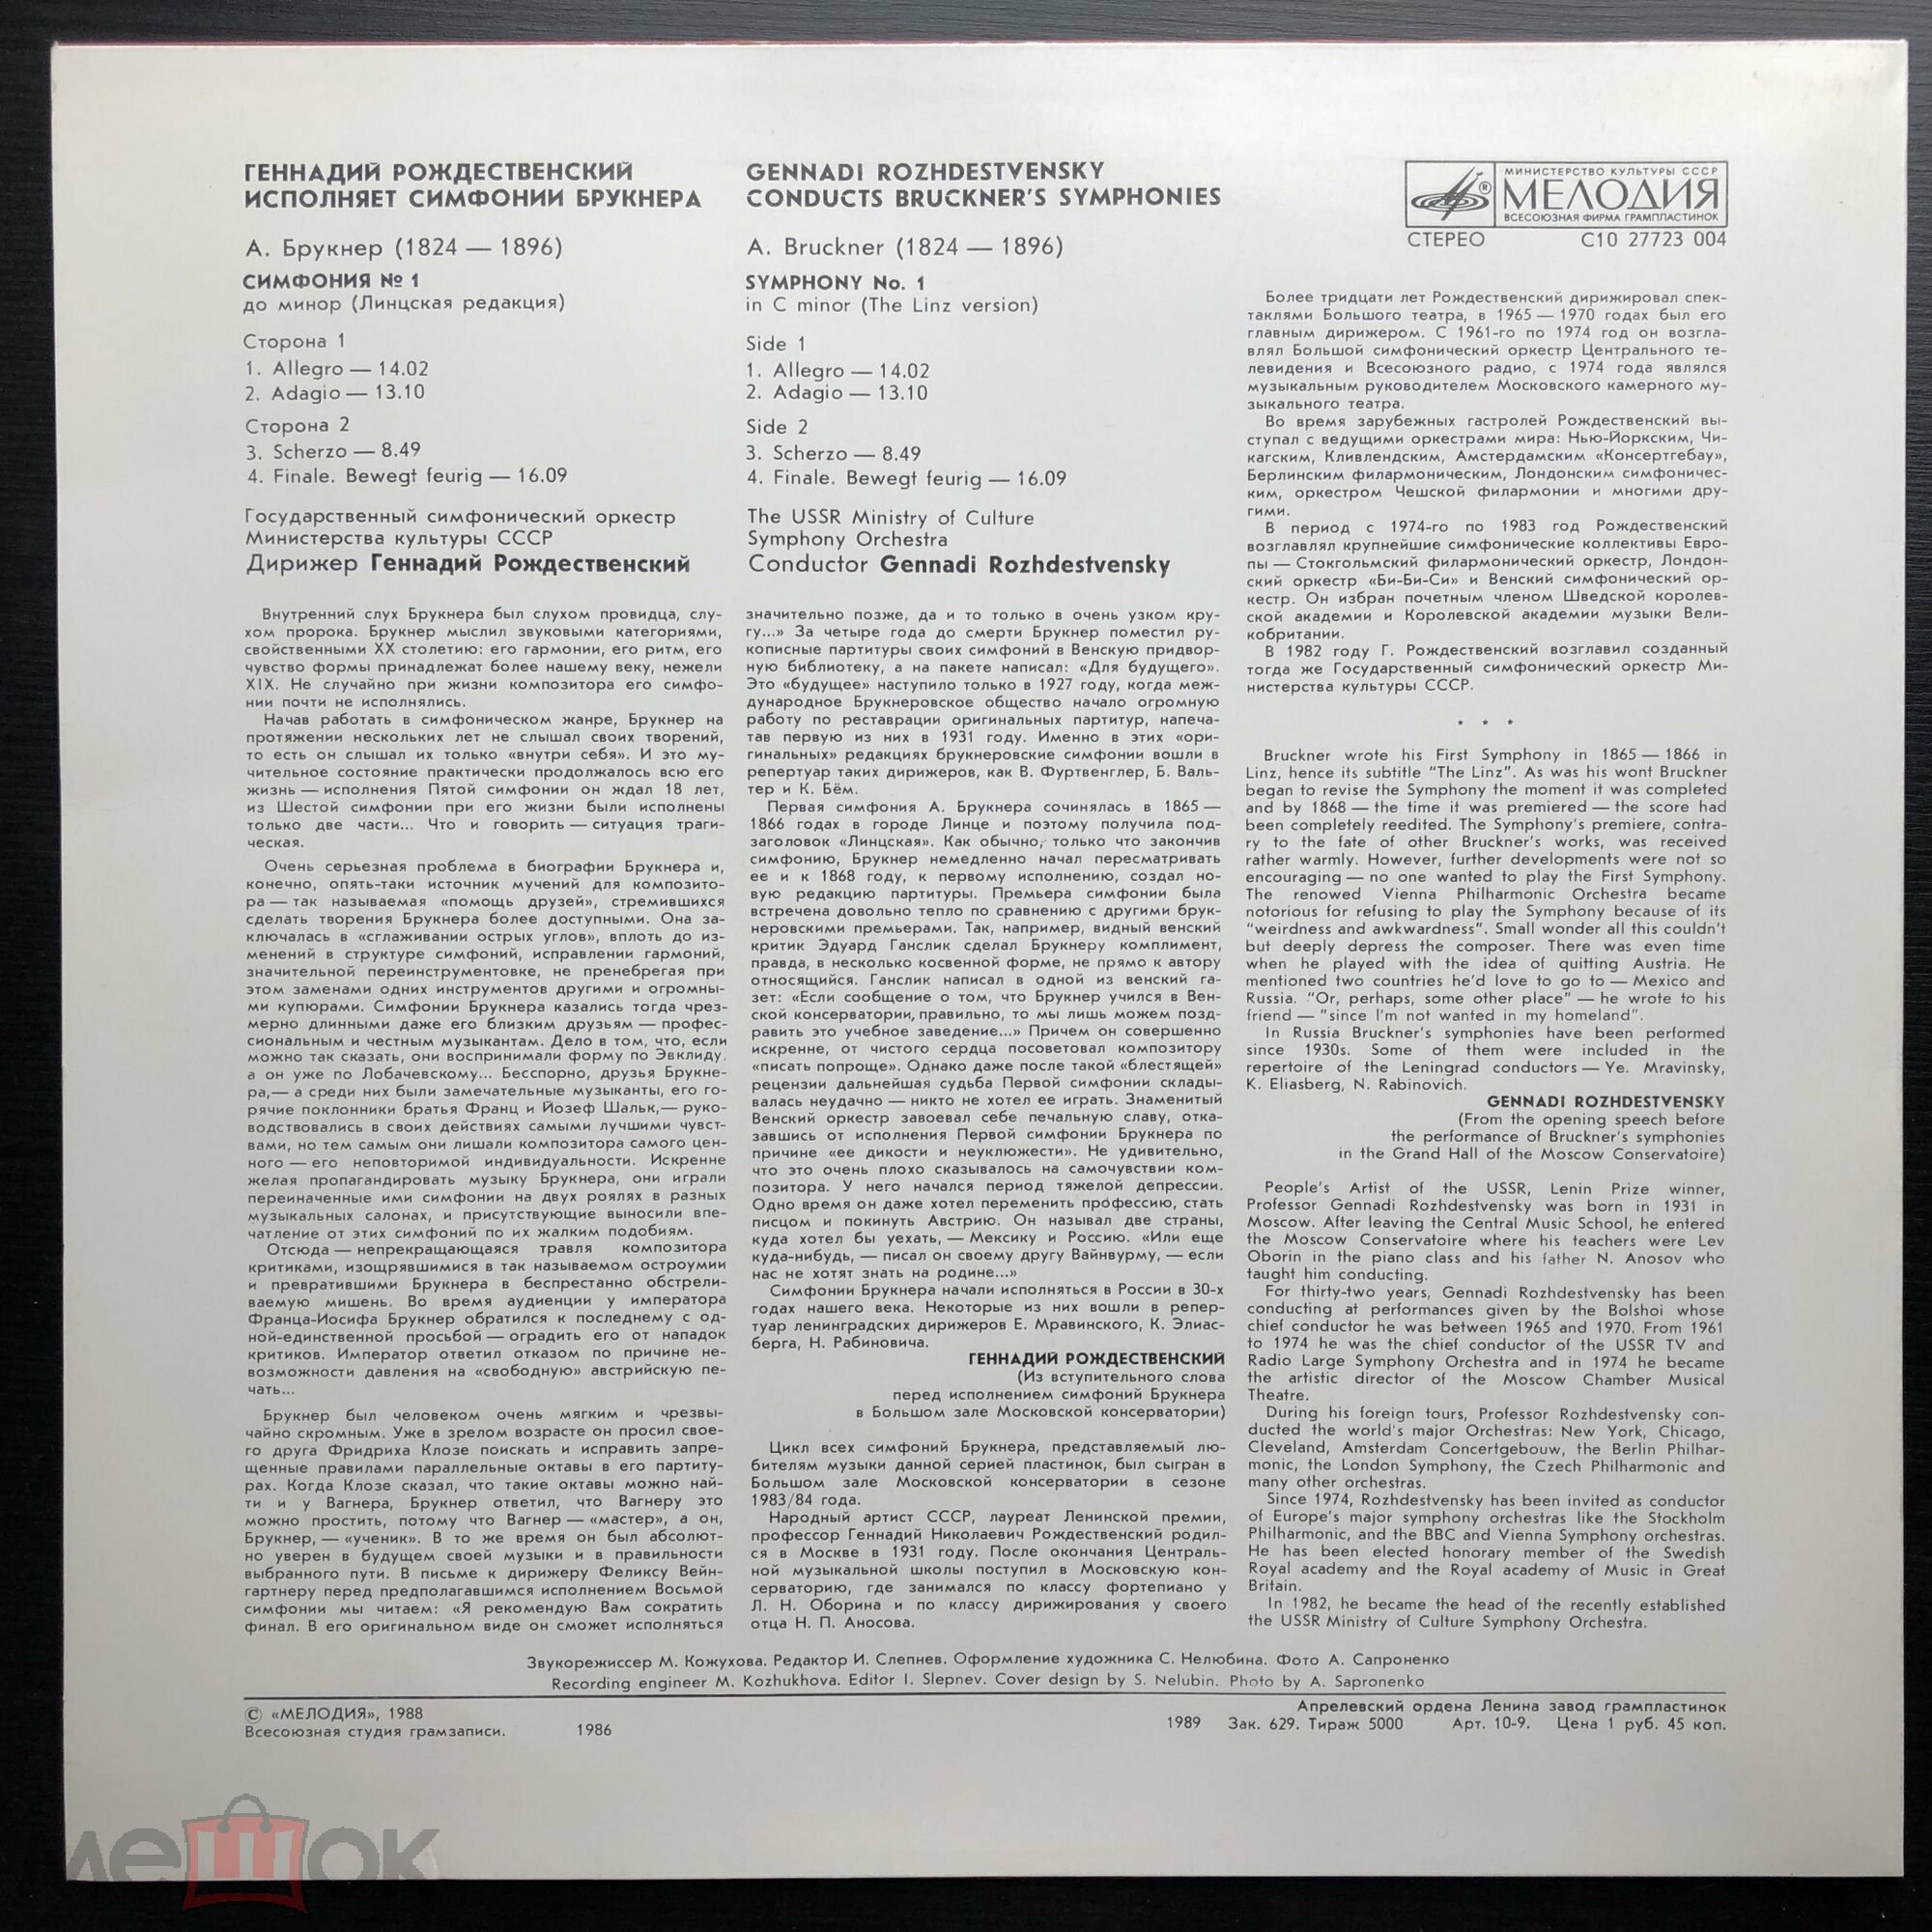 ГЕННАДИЙ РОЖДЕСТВЕНСКИЙ
ИСПОЛНЯЕТ СИМФОНИИ БРУКНЕРА
А. Брукнер (1824 — 1896)
СИМФОНИЯ № 1
до минор (Линцская редакция)
Сторона 1
1. Allegro — 14.02
2. Adagio — 13.10
Сторона 2
3. Scherzo — 8.49
4. Finale. Bewegt feurig — 16.09
Государственный симфонический оркестр
Министерства культуры СССР
Дирижер Геннадий Рождественский
GENNADI ROZHDESTVENSKY
CONDUCTS BRUCKNER'S SYMPHONIES
A. Bruckner (1824 — 1896)
SYMPHONY No. 1
in C minor (The Linz version)
Side 1
1. Allegro — 14.02
2. Adagio — 13.10
Side 2
3. Scherzo — 8.49
4. Finale. Bewegt feurig — 16.09
The USSR Ministry of Culture
Symphony Orchestra
Conductor Gennadi Rozhdestvensky
МИНИСТЕРСТВО КУЛЬТУРЫ СССР
®
МЕЛОДИЯ
ВСЕСОЮЗНАЯ ФИРМА ГРАМПЛАСТИНОК
СТЕРЕО С10 27723 004
Внутренний слух Брукнера был слухом провидца, слу-
хом пророка. Брукнер мыслил звуковыми категориями,
свойственными XX столетию: его гармонии, его ритм, его
чувство формы принадлежат более нашему веку, нежели
XIX. Не случайно при жизни композитора его симфо-
нии почти не исполнялись.
Начав работать в симфоническом жанре, Брукнер на
протяжении нескольких лет не слышал своих творений,
то есть он слышал их только «внутри себя». И это му-
чительное состояние практически продолжалось всю его
жизнь — исполнения Пятой симфонии он ждал 18 лет,
из Шестой симфонии при его жизни были исполнены
только две части... Что и говорить — ситуация траги-
ческая.
Очень серьезная проблема в биографии Брукнера и,
конечно, опять-таки источник мучений для композито-
ра — так называемая «помощь друзей», стремившихся
сделать творения Брукнера более доступными. Она за-
ключалась в «сглаживании острых углов», вплоть до из-
менений в структуре симфоний, исправлении гармоний,
значительной переинструментовке, не пренебрегая при
этом заменами одних инструментов другими и огромны-
ми купюрами. Симфонии Брукнера казались тогда чрез-
мерно длинными даже его близким друзьям — профес-
сиональным и честным музыкантам. Дело в том, что, если
можно так сказать, они воспринимали форму по Эвклиду,
а он уже по Лобачевскому... Бесспорно, друзья Брукне-
ра,— а среди них были замечательные музыканты, его го-
рячие поклонники братья Франц и Йозеф Шальк,— руко-
водствовались в своих действиях самыми лучшими чувст-
вами, но тем самым они лишали композитора самого цен-
ного — его неповторимой индивидуальности. Искренне
желая пропагандировать музыку Брукнера, они играли
переиначенные ими симфонии на двух роялях в разных
музыкальных салонах, и присутствующие выносили впе-
чатление от этих симфоний по их жалким подобиям.
Отсюда — непрекращающаяся травля композитора
критиками, изощрявшимися в так называемом остроумии
и превратившими Брукнера в беспрестанно обстрели-
ваемую мишень. Во время аудиенции у императора
Франца-Иосифа Брукнер обратился к последнему с од-
ной-единственной просьбой — оградить его от нападок
критиков. Император ответил отказом по причине не-
возможности давления на «свободную» австрийскую пе-
чать...
Брукнер был человеком очень мягким и чрезвы-
чайно скромным. Уже в зрелом возрасте он просил свое-
го друга Фридриха Клозе поискать и исправить запре-
щенные правилами параллельные октавы в его партиту-
рах. Когда Клозе сказал, что такие октавы можно най-
ти и у Вагнера, Брукнер ответил, что Вагнеру это
можно простить, потому что Вагнер — «мастер», а он,
Брукнер, — «ученик». В то же время он был абсолют-
но уверен в будущем своей музыки и в правильности
выбранного пути. В письме к дирижеру Феликсу Вейн-
гартнеру перед предполагавшимся исполнением Восьмой
симфонии мы читаем: «Я рекомендую Вам сократить
финал. В его оригинальном виде он сможет исполняться
значительно позже, да и то только в очень узком кру-
гу...» За четыре года до смерти Брукнер поместил ру-
кописные партитуры своих симфоний в Венскую придвор-
ную библиотеку, а на пакете написал: «Для будущего».
Это «будущее» наступило только в 1927 году, когда меж-
дународное Брукнеровское общество начало огромную
работу по реставрации оригинальных партитур, напеча-
тав первую из них в 1931 году. Именно в этих «ори-
гинальных» редакциях брукнеровские симфонии вошли в
репертуар таких дирижеров, как В. Фуртвенглер, Б. Валь-
тер и К. Бём.
Первая симфония А. Брукнера сочинялась в 1865 —
1866 годах в городе Линце и поэтому получила под-
заголовок «Линцская». Как обычно, только что закончив
симфонию, Брукнер немедленно начал пересматривать
ее и к 1868 году, к первому исполнению, создал но-
вую редакцию партитуры. Премьера симфонии была
встречена довольно тепло по сравнению с другими брук-
неровскими премьерами. Так, например, видный венский
критик Эдуард Ганслик сделал Брукнеру комплимент,
правда, в несколько косвенной форме, не прямо к автору
относящийся. Ганслик написал в одной из венский га-
зет: «Если сообщение о том, что Брукнер учился в Вен-
ской консерватории, правильно, то мы лишь можем позд-
равить это учебное заведение...» Причем он совершенно
искренне, от чистого сердца посоветовал композитору
«писать попроще». Однако даже после такой «блестящей»
рецензии дальнейшая судьба Первой симфонии склады-
валась неудачно — никто не хотел ее играть. Знаменитый
Венский оркестр завоевал себе печальную славу, отка-
завшись от исполнения Первой симфонии Брукнера по
причине «ее дикости и неуклюжести». Не удивительно,
что это очень плохо сказывалось на самочувствии ком-
позитора. У него начался период тяжелой депрессии.
Одно время он даже хотел переменить профессию, стать
писцом и покинуть Австрию. Он называл две страны,
куда хотел бы уехать, — Мексику и Россию. «Или еще
куда-нибудь, — писал он своему другу Вайнвурму, — если
нас не хотят знать на родине...»
Симфонии Брукнера начали исполняться в России в 30-х
годах нашего века. Некоторые из них вошли в репер-
туар ленинградских дирижеров Е. Мравинского, К. Элиас-
берга, Н. Рабиновича.
ГЕННАДИЙ РОЖДЕСТВЕНСКИЙ
(Из вступительного слова
перед исполнением симфоний Брукнера
в Большом зале Московской консерватории)
Цикл всех симфоний Брукнера, представляемый лю-
бителям музыки данной серией пластинок, был сыгран в
Большом зале Московской консерватории в сезоне
1983/84 года.
Народный артист СССР, лауреат Ленинской премии,
профессор Геннадий Николаевич Рождественский родил-
ся в Москве в 1931 году. После окончания Централь-
ной музыкальной школы поступил в Московскую кон-
серваторию, где занимался по классу фортепиано у
Л. Н. Оборина и по классу дирижирования у своего
отца Н. П. Аносова.
Более тридцати лет Рождественский дирижировал спек-
таклями Большого театра, в 1965 — 1970 годах был его
главным дирижером. С 1961-го по 1974 год он возгла-
влял Большой симфонический оркестр Центрального те-
левидения и Всесоюзного радио, с 1974 года являлся
музыкальным руководителем Московского камерного му-
зыкального театра.
Во время зарубежных гастролей Рождественский вы-
ступал с ведущими оркестрами мира: Нью-Йоркским, Чи-
кагским, Кливлендским, Амстердамским «Консертгебау»,
Берлинским филармоническим, Лондонским симфоничес-
ким, оркестром Чешской филармонии и многими дру-
гими.
В период с 1974-го по 1983 год Рождественский
возглавлял крупнейшие симфонические коллективы Евро-
пы — Стокгольмский филармонический оркестр, Лондон-
ский оркестр «Би-Би-Си» и Венский симфонический ор-
кестр. Он избран почетным членом Шведской королев-
ской академии и Королевской академии музыки Вели-
кобритании.
В 1982 году Г. Рождественский возглавил созданный
тогда же Государственный симфонический оркестр Ми-
нистерства культуры СССР.
* * *
Bruckner wrote his First Symphony in 1865 — 1866 in
Linz, hence its subtitle "The Linz". As was his wont Bruckner
began to revise the Symphony the moment it was completed
and by 1868 — the time it was premiered — the score had
been completely reedited. The Symphony's premiere, contra-
ry to the fate of other Bruckner's works, was received
rather warmly. However, further developments were not so
encouraging — no one wanted to play the First Symphony.
The renowed Vienna Philharmonic Orchestra became
notorious for refusing to play the Symphony because of its
"weirdness and awkwardness". Small wonder all this couldn't
but deeply depress the composer. There was even time
when he played with the idea of quitting Austria. He
mentioned two countries he'd love to go to — Mexico and
Russia. "Or, perhaps, some other place" — he wrote to his
friend — "since I'm not wanted in my homeland".
In Russia Bruckner's symphonies have been performed
since 1930s. Some of them were included in the
repertoire of the Leningrad conductors — Ye. Mravinsky,
K. Eliasberg, N. Rabinovich.
GENNADI ROZHDESTVENSKY
(From the opening speech before
the performance of Bruckner's symphonies
in the Grand Hall of the Moscow Conservatoire)
People's Artist of the USSR, Lenin Prize winner,
Professor Gennadi Rozhdestvensky was born in 1931 in
Moscow. After leaving the Central Music School, he entered
the Moscow Conservatoire where his teachers were Lev
Oborin in the piano class and his father N. Anosov who
taught him conducting.
For thirty-two years, Gennadi Rozhdestvensky has been
conducting at performances given by the Bolshoi whose
chief conductor he was between 1965 and 1970. From 1961
to 1974 he was the chief conductor of the USSR TV and
Radio Large Symphony Orchestra and in 1974 he became
the artistic director of the Moscow Chamber Musical
Theatre.
During his foreign tours, Professor Rozhdestvensky con-
ducted the world's major Orchestras: New York, Chicago,
Cleveland, Amsterdam Concertgebouw, the Berlin Philhar-
monic, the London Symphony, the Czech Philharmonic and
many other orchestras.
Since 1974, Rozhdestvensky has been invited as conductor
of Europe's major symphony orchestras like the Stockholm
Philharmonic, and the BBC and Vienna Symphony orchestras.
He has been elected honorary member of the Swedish
Royal academy and the Royal academy of Music in Great
Britain.
In 1982, he became the head of the recently established
the USSR Ministry of Culture Symphony Orchestra.
Звукорежиссер М. Кожухова. Редактор И. Слепнев. Оформление художника С. Нелюбина. Фото А. Сапроненко
Recording engineer M. Kozhukhova. Editor I. Slepnev. Cover design by S. Nelubin. Photo by A. Sapronenko
© «МЕЛОДИЯ», 1988
Всесоюзная студия грамзаписи. 1986
Апрелевский ордена Ленина завод грампластинок
1989 Зак. 629. Тираж 5000 Арт. 10-9. Цена 1 руб. 45 коп.
мешок